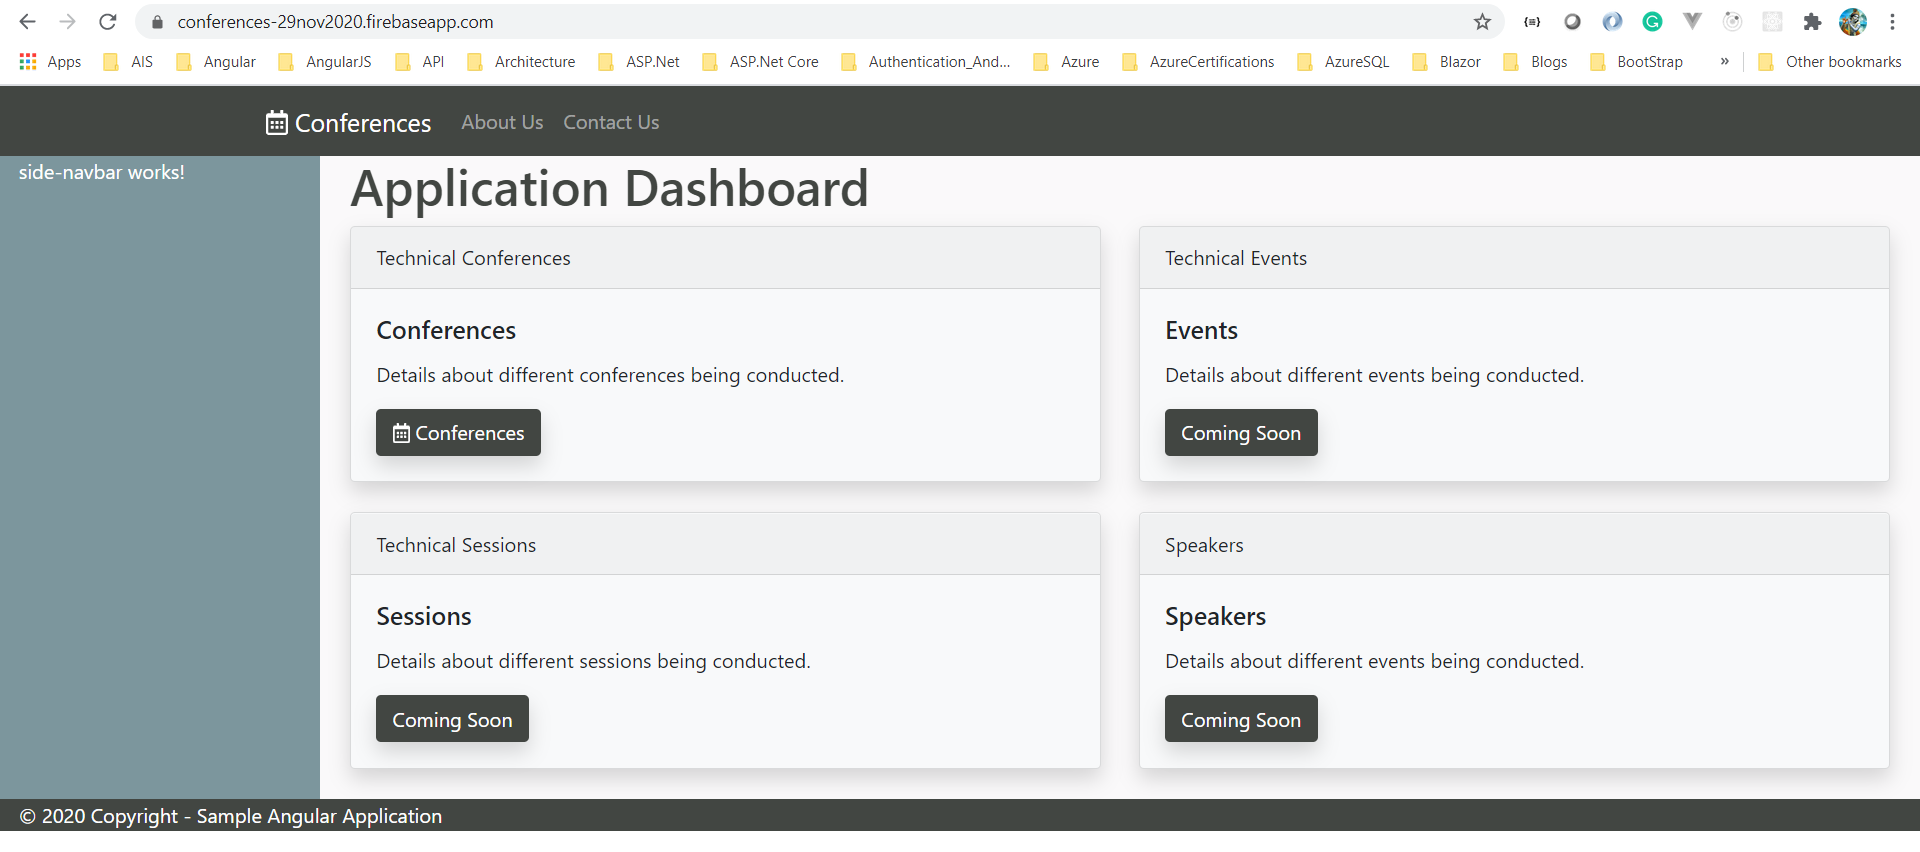 conferences-29nov2020.firebaseapp.com
Apps AIS Angular AngularJS API Architecture ASP.Net ASP.Net Core Authentication_And... Azure AzureCertifications AzureSQL Blazor Blogs BootStrap » Other bookmarks
Conferences About Us Contact Us
side-navbar works!
Application Dashboard
Technical Conferences
Conferences
Details about different conferences being conducted.
Conferences
Technical Events
Events
Details about different events being conducted.
Coming Soon
Technical Sessions
Sessions
Details about different sessions being conducted.
Coming Soon
Speakers
Speakers
Details about different events being conducted.
Coming Soon
© 2020 Copyright - Sample Angular Application